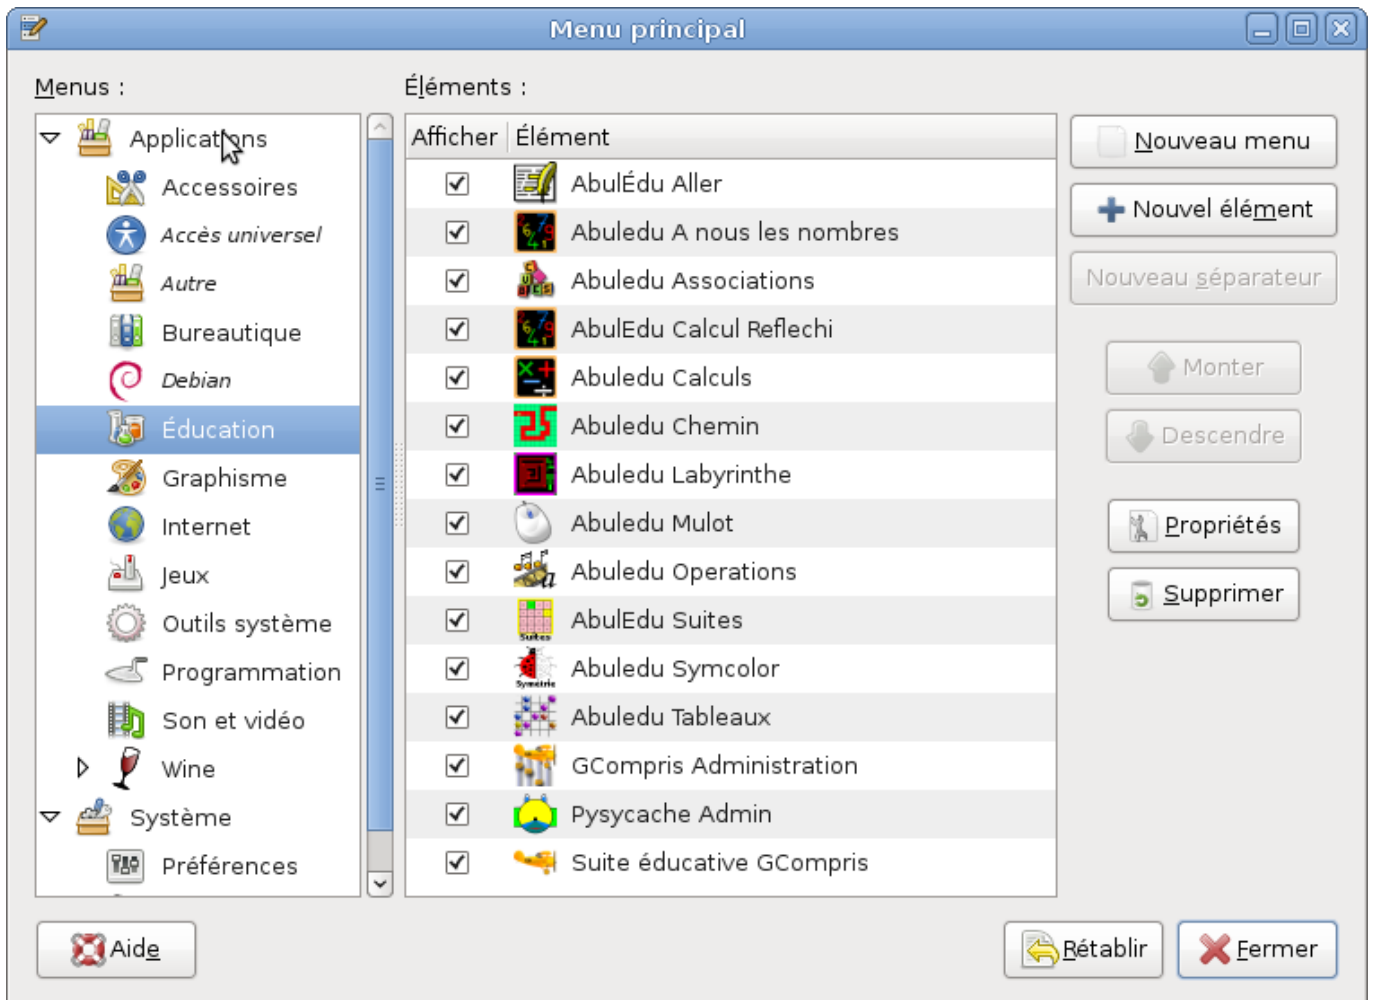 Menu principal
Menus :
Applications
Accessoires
Accès universel
Autre
Bureautique
Debian
Éducation
Graphisme
Internet
Jeux
Outils système
Programmation
Son et vidéo
Wine
Système
Préférences
Éléments :
Afficher Élément
AbulÉdu Aller
Abuledu A nous les nombres
Abuledu Associations
AbulEdu Calcul Reflechi
Abuledu Calculs
Abuledu Chemin
Abuledu Labyrinthe
Abuledu Mulot
Abuledu Operations
AbulEdu Suites
Abuledu Symcolor
Abuledu Tableaux
GCompris Administration
Pysycache Admin
Suite éducative GCompris
Nouveau menu
Nouvel élément
Nouveau séparateur
Monter
Descendre
Propriétés
Supprimer
Aide
Rétablir
Fermer